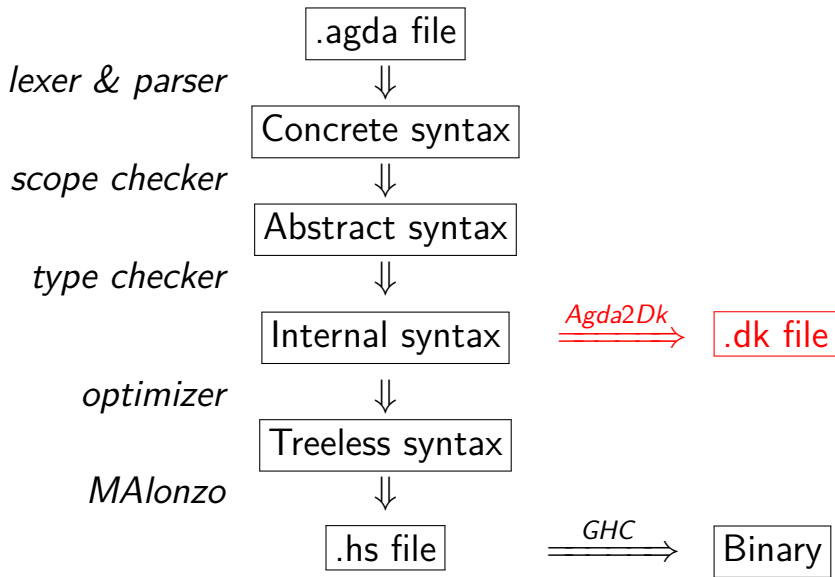 .agda file
lexer & parser
Concrete syntax
scope checker
Abstract syntax
type checker
Internal syntax
Agda2Dk
.dk file
optimizer
Treeless syntax
MAlonzo
.hs file
GHC
Binary